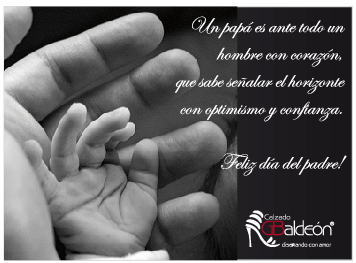 Un papá es ante todo un
hombre con corazón,
que sabe señalar el horizonte
con optimismo y confianza.
Feliz día del padre!
Calzado
GBaldeón®
diseñando con amor